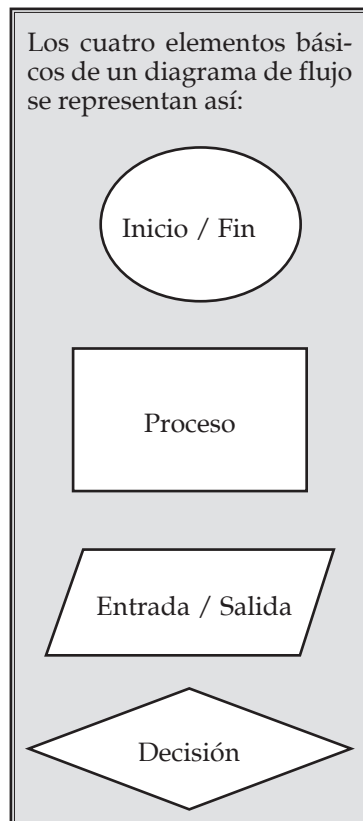 Los cuatro elementos bási-
cos de un diagrama de flujo
se representan así:
Inicio / Fin
Proceso
Entrada / Salida
Decisión